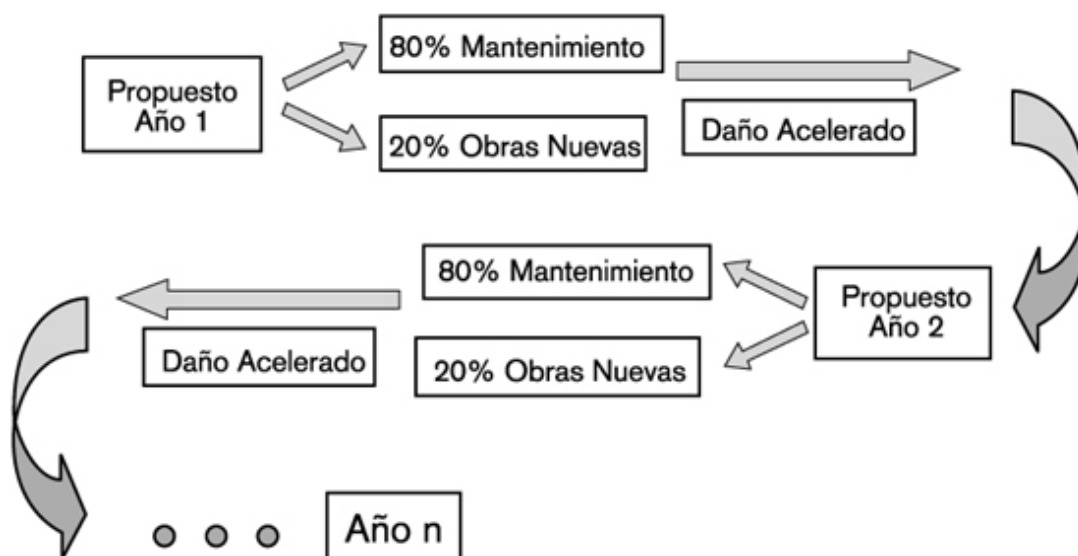 Propuesto
Año 1
80% Mantenimiento
20% Obras Nuevas
Daño Acelerado
Propuesto
Año 2
80% Mantenimiento
20% Obras Nuevas
Daño Acelerado
Año n